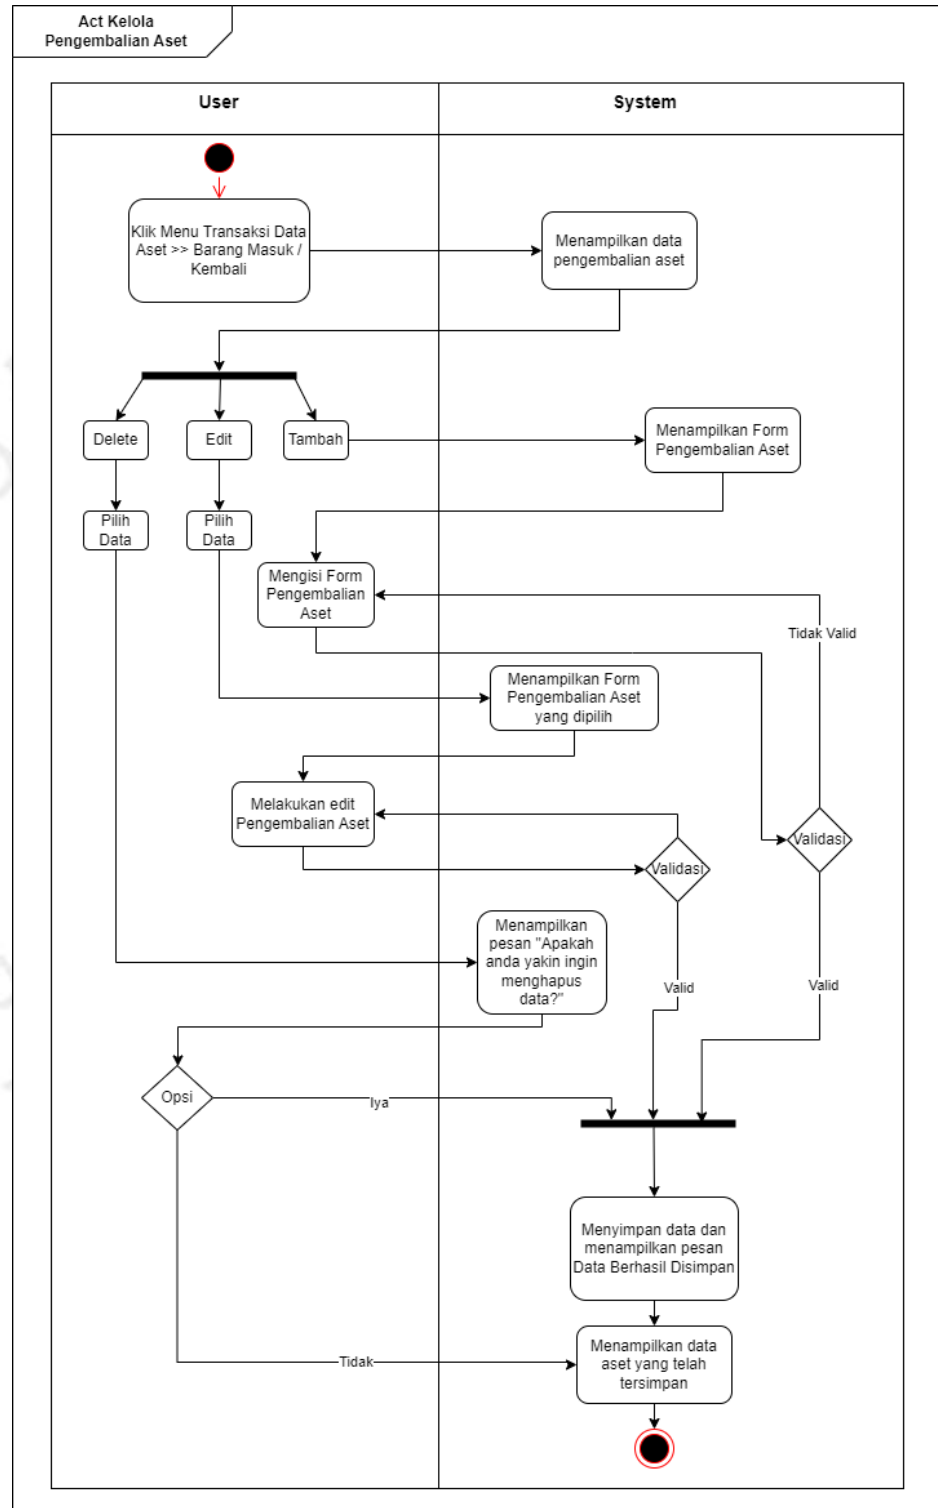 Act Kelola
Pengembalian Aset
User
System
Klik Menu Transaksi Data
Aset >> Barang Masuk /
Kembali
Menampilkan data
pengembalian aset
Delete
Edit
Tambah
Menampilkan Form
Pengembalian Aset
Pilih
Data
Pilih
Data
Mengisi Form
Pengembalian
Aset
Tidak Valid
Menampilkan Form
Pengembalian Aset
yang dipilih
Melakukan edit
Pengembalian Aset
Validasi
Validasi
Menampilkan
pesan "Apakah
anda yakin ingin
menghapus
data?"
Valid
Valid
Opsi
Iya
Menyimpan data dan
menampilkan pesan
Data Berhasil Disimpan
Tidak
Menampilkan data
aset yang telah
tersimpan